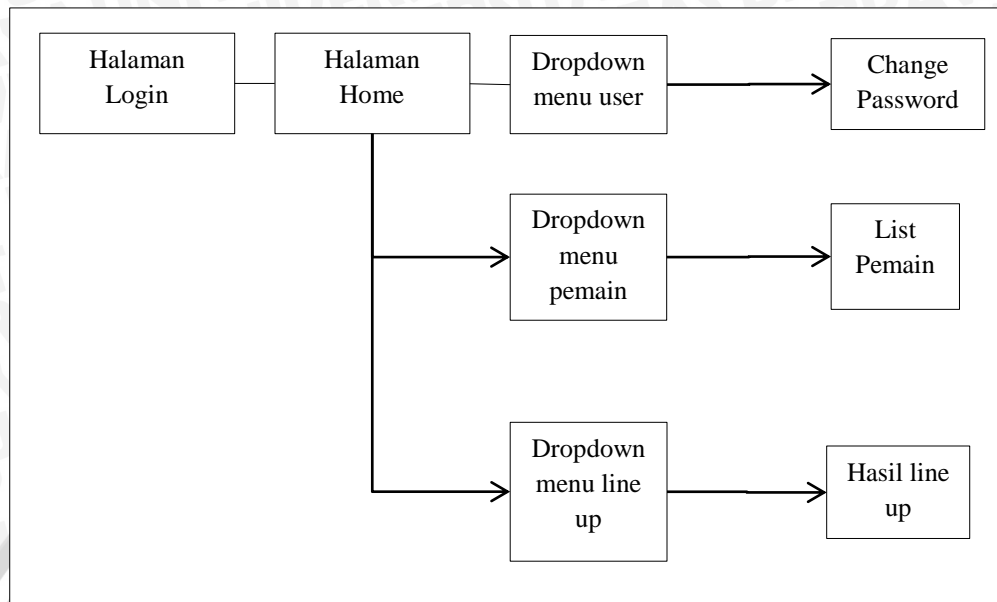 Halaman
Login
Halaman
Home
Dropdown
menu user
Change
Password
Dropdown
menu
pemain
List
Pemain
Dropdown
menu line
up
Hasil line
up